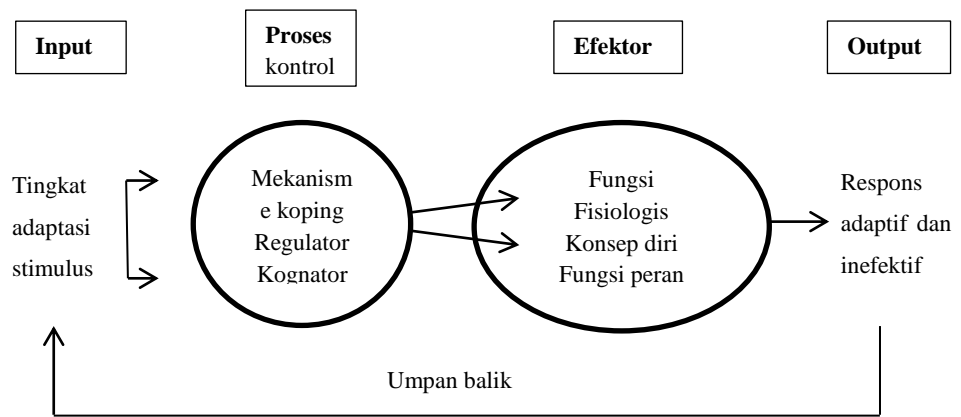 Input
Proses
kontrol
Efektor
Output
Tingkat
adaptasi
stimulus
Mekanism
e koping
Regulator
Kognator
Fungsi
Fisiologis
Konsep diri
Fungsi peran
Respons
adaptif dan
inefektif
Umpan balik